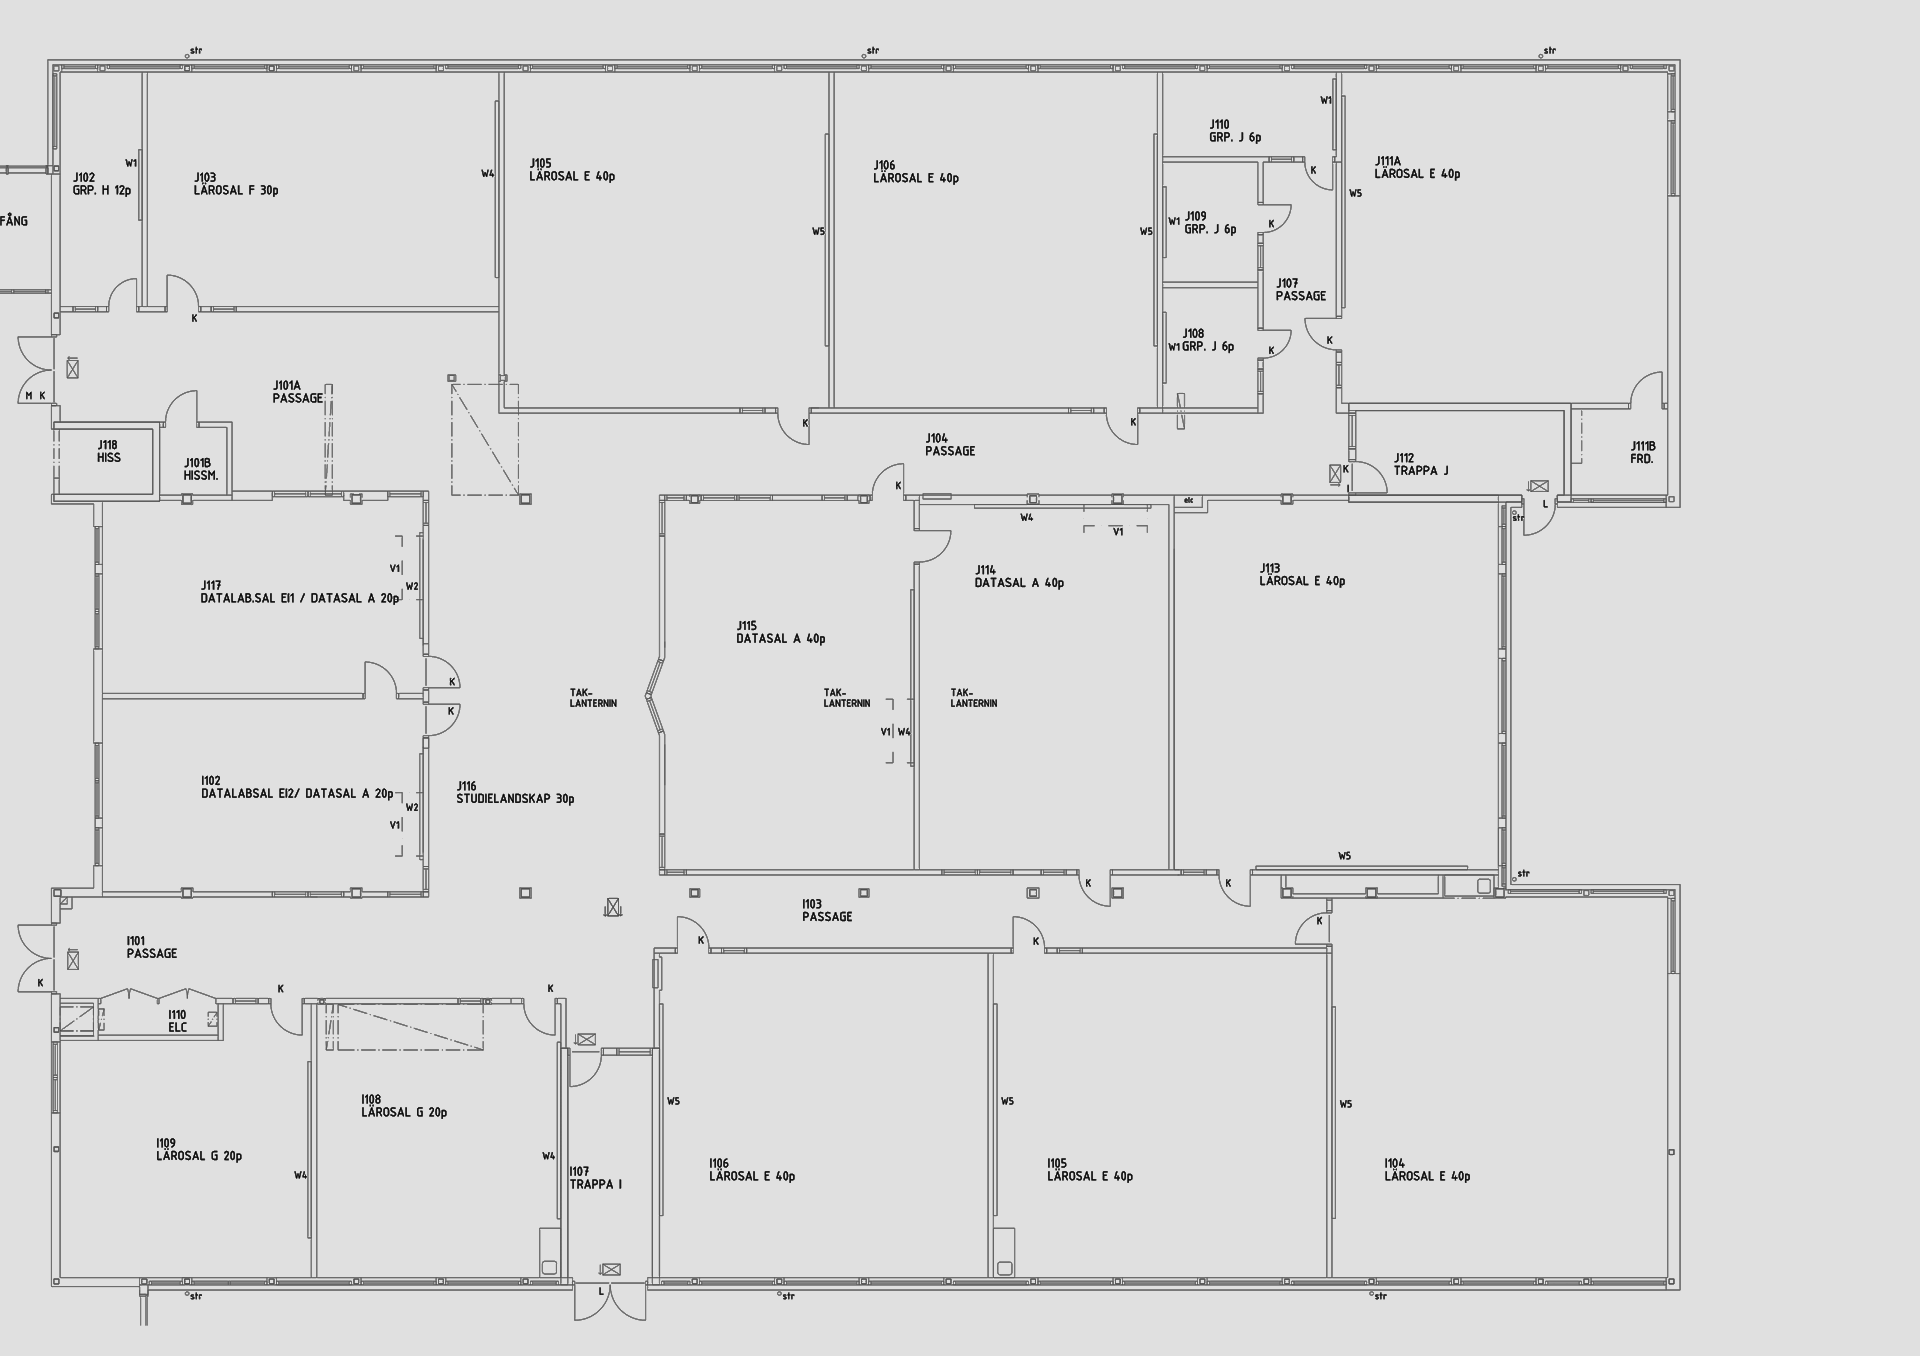 str
str
str
W1
J102
GRP. H 12p
J103
LÄROSAL F 30p
W4
J105
LÄROSAL E 40p
W5
J106
LÄROSAL E 40p
W5
J110
GRP. J 6p
W1
K
J111A
LÄROSAL E 40p
W5
FÅNG
W1
J109
GRP. J 6p
K
J107
PASSAGE
K
J108
W1 GRP. J 6p
K
K
M K
J101A
PASSAGE
J118
HISS
J101B
HISSM.
K
K
J104
PASSAGE
K
J112
TRAPPA J
K
L
J111B
FRD.
elc
str
W4
V1
J117
DATALAB.SAL EI1 / DATASAL A 20p
V1
W2
K
K
J114
DATASAL A 40p
J113
LÄROSAL E 40p
J115
DATASAL A 40p
TAK-
LANTERNIN
TAK-
LANTERNIN
TAK-
LANTERNIN
V1 W4
I102
DATALABSAL EI2/ DATASAL A 20p
W2
V1
J116
STUDIELANDSKAP 30p
W5
str
K
K
I103
PASSAGE
K
K
K
I101
PASSAGE
K
K
K
I110
ELC
I109
LÄROSAL G 20p
W4
I108
LÄROSAL G 20p
W4
I107
TRAPPA I
L
W5
I106
LÄROSAL E 40p
W5
I105
LÄROSAL E 40p
W5
I104
LÄROSAL E 40p
str
str
str